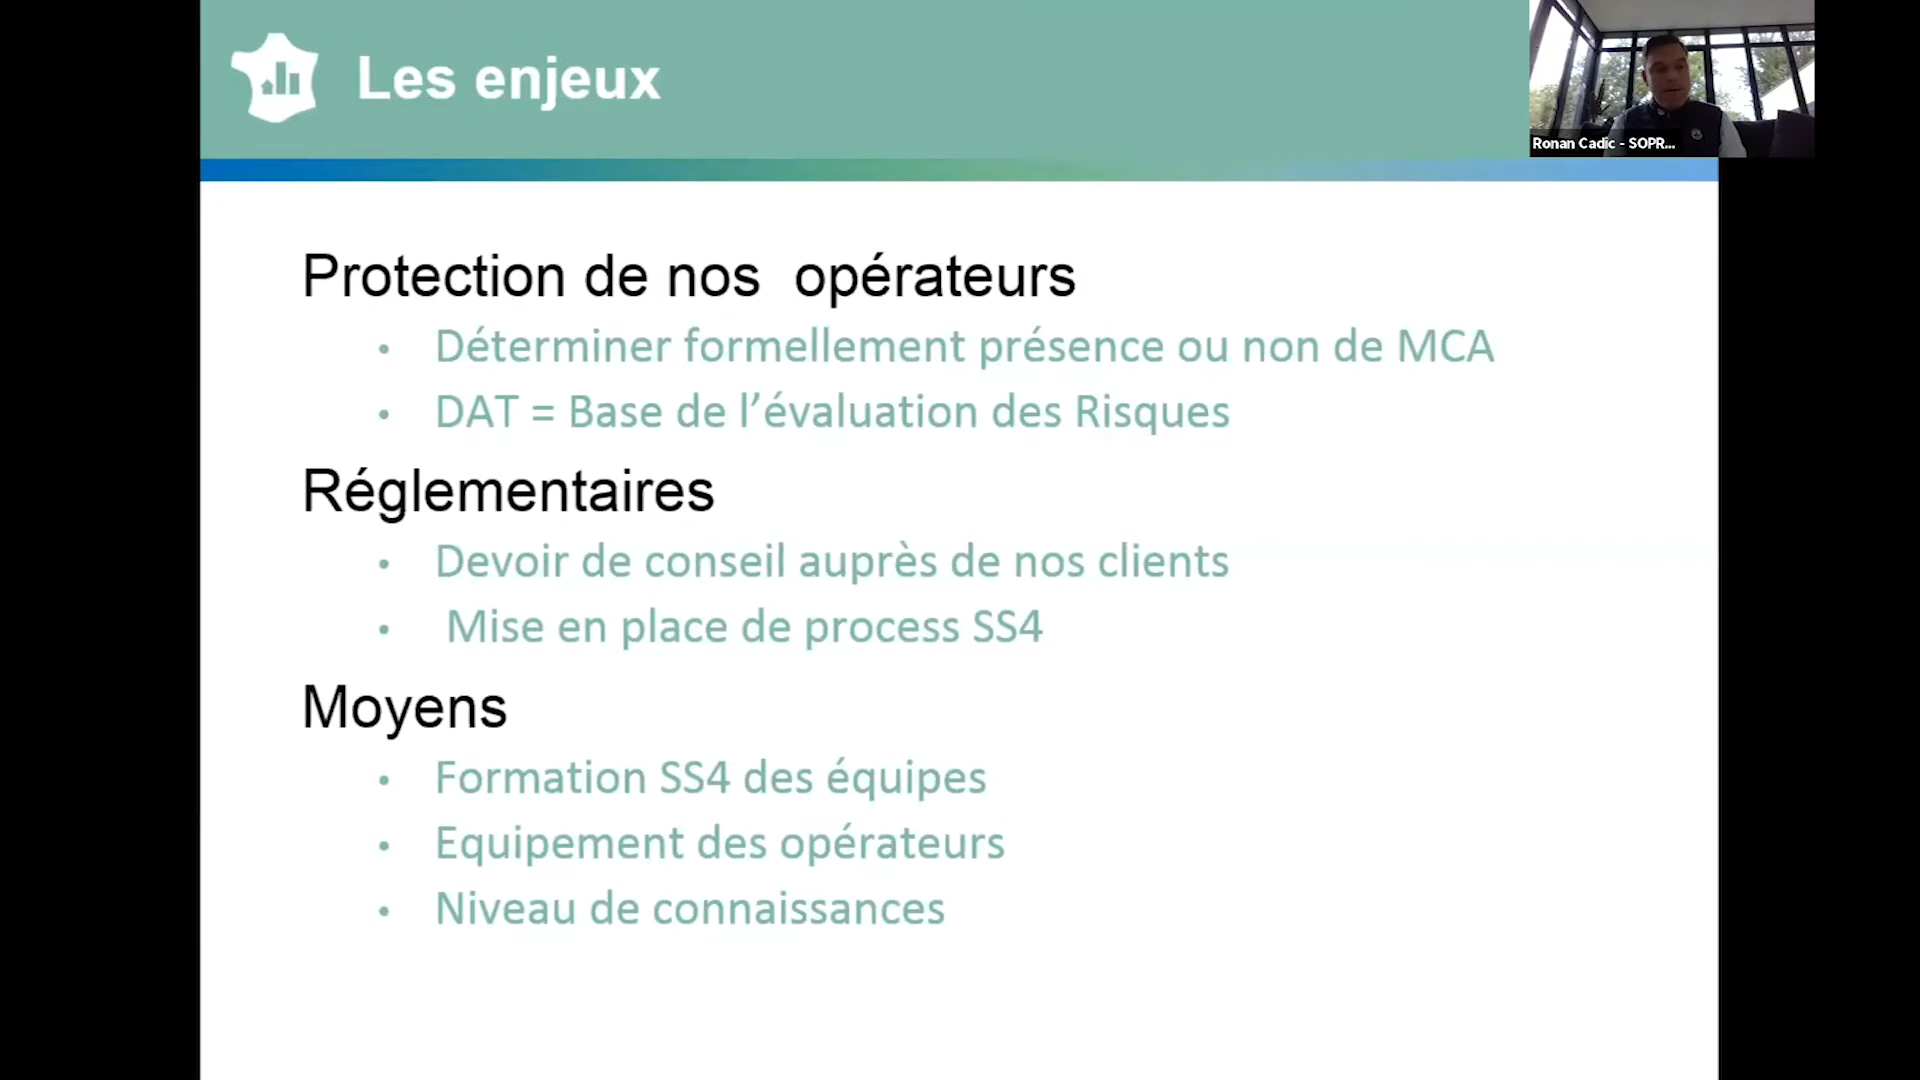 Les enjeux
Ronan Cadic - SOPR...
Protection de nos opérateurs
• Déterminer formellement présence ou non de MCA
• DAT = Base de l’évaluation des Risques
Réglementaires
• Devoir de conseil auprès de nos clients
• Mise en place de process SS4
Moyens
• Formation SS4 des équipes
• Equipement des opérateurs
• Niveau de connaissances